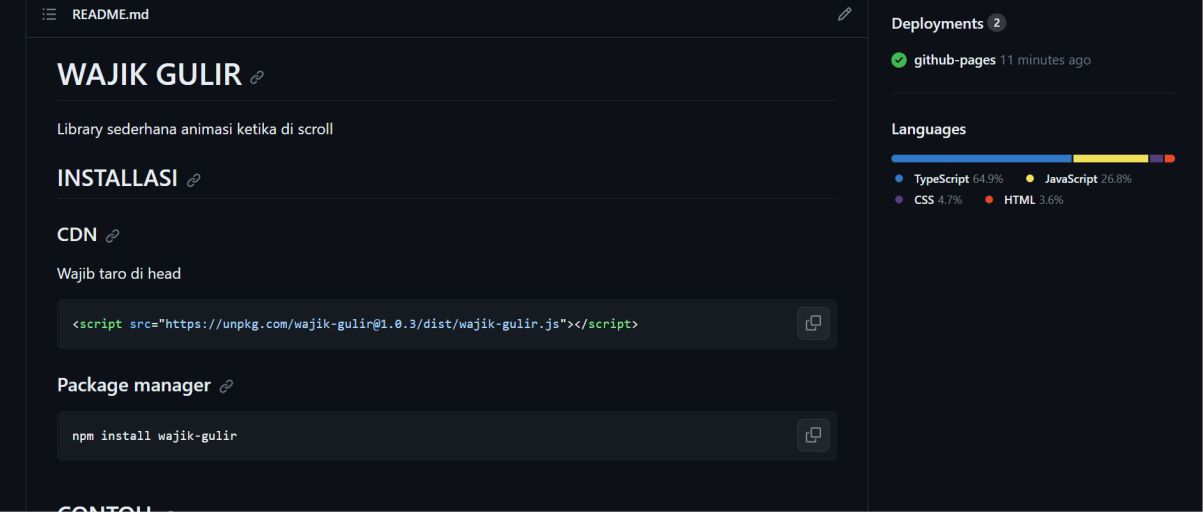 README.md
WAJIK GULIR
Library sederhana animasi ketika di scroll
INSTALLASI
CDN
Wajib taro di head
<script src="https://unpkg.com/wajik-gulir@1.0.3/dist/wajik-gulir.js"></script>
Package manager
npm install wajik-gulir
CONTOH
Deployments 2
github-pages 11 minutes ago
Languages
TypeScript 64.9% JavaScript 26.8%
CSS 4.7% HTML 3.6%